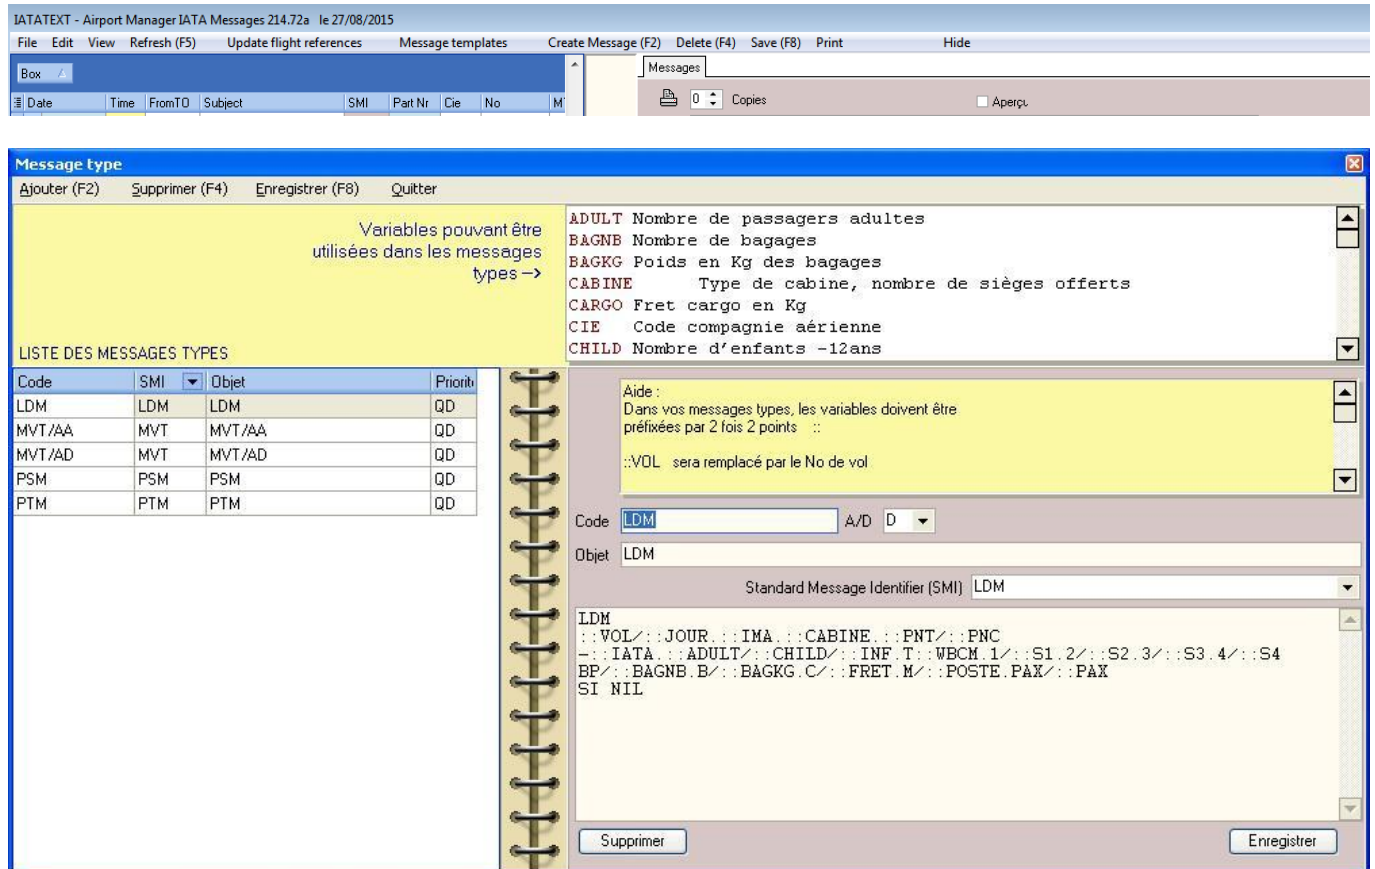 IATATEXT - Airport Manager IATA Messages 214.72a le 27/08/2015
File Edit View Refresh (F5) Update flight references Message templates Create Message (F2) Delete (F4) Save (F8) Print Hide
Box
Messages
0 Copies Aperçu
Date Time FromTO Subject SMI Part Nr Cie No M
Message type
Ajouter (F2) Supprimer (F4) Enregistrer (F8) Quitter
Variables pouvant être
utilisées dans les messages
types -->
LISTE DES MESSAGES TYPES
ADULT Nombre de passagers adultes
BAGNB Nombre de bagages
BAGKG Poids en Kg des bagages
CABINE Type de cabine, nombre de sièges offerts
CARGO Fret cargo en Kg
CIE Code compagnie aérienne
CHILD Nombre d'enfants -12ans
Code SMI Objet Priorit
LDM LDM LDM QD
MVT/AA MVT MVT/AA QD
MVT/AD MVT MVT/AD QD
PSM PSM PSM QD
PTM PTM PTM QD
Aide :
Dans vos messages types, les variables doivent être
préfixées par 2 fois 2 points ::
::VOL sera remplacé par le No de vol
Code LDM A/D D
Objet LDM
Standard Message Identifier (SMI) LDM
LDM
::VOL/::JOUR.::IMA.::CABINE.::PNT/::PNC
-::IATA.::ADULT/::CHILD/::INF.T::WBCM.1/::S1.2/::S2.3/::S3.4/::S4
BP/::BAGNB.B/::BAGKG.C/::FRET.M/::POSTE.PAX/::PAX
SI NIL
Supprimer Enregistrer